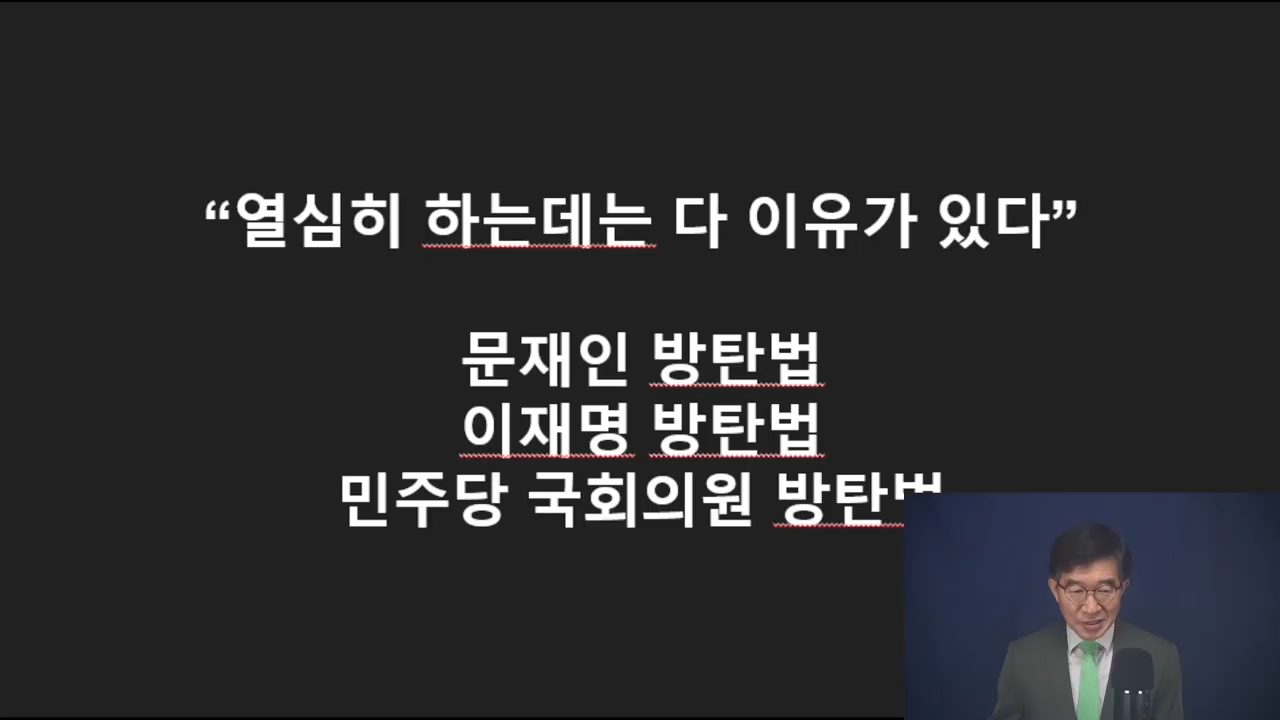 “열심히 하는데는 다 이유가 있다”
문재인 방탄법
이재명 방탄법
민주당 국회의원